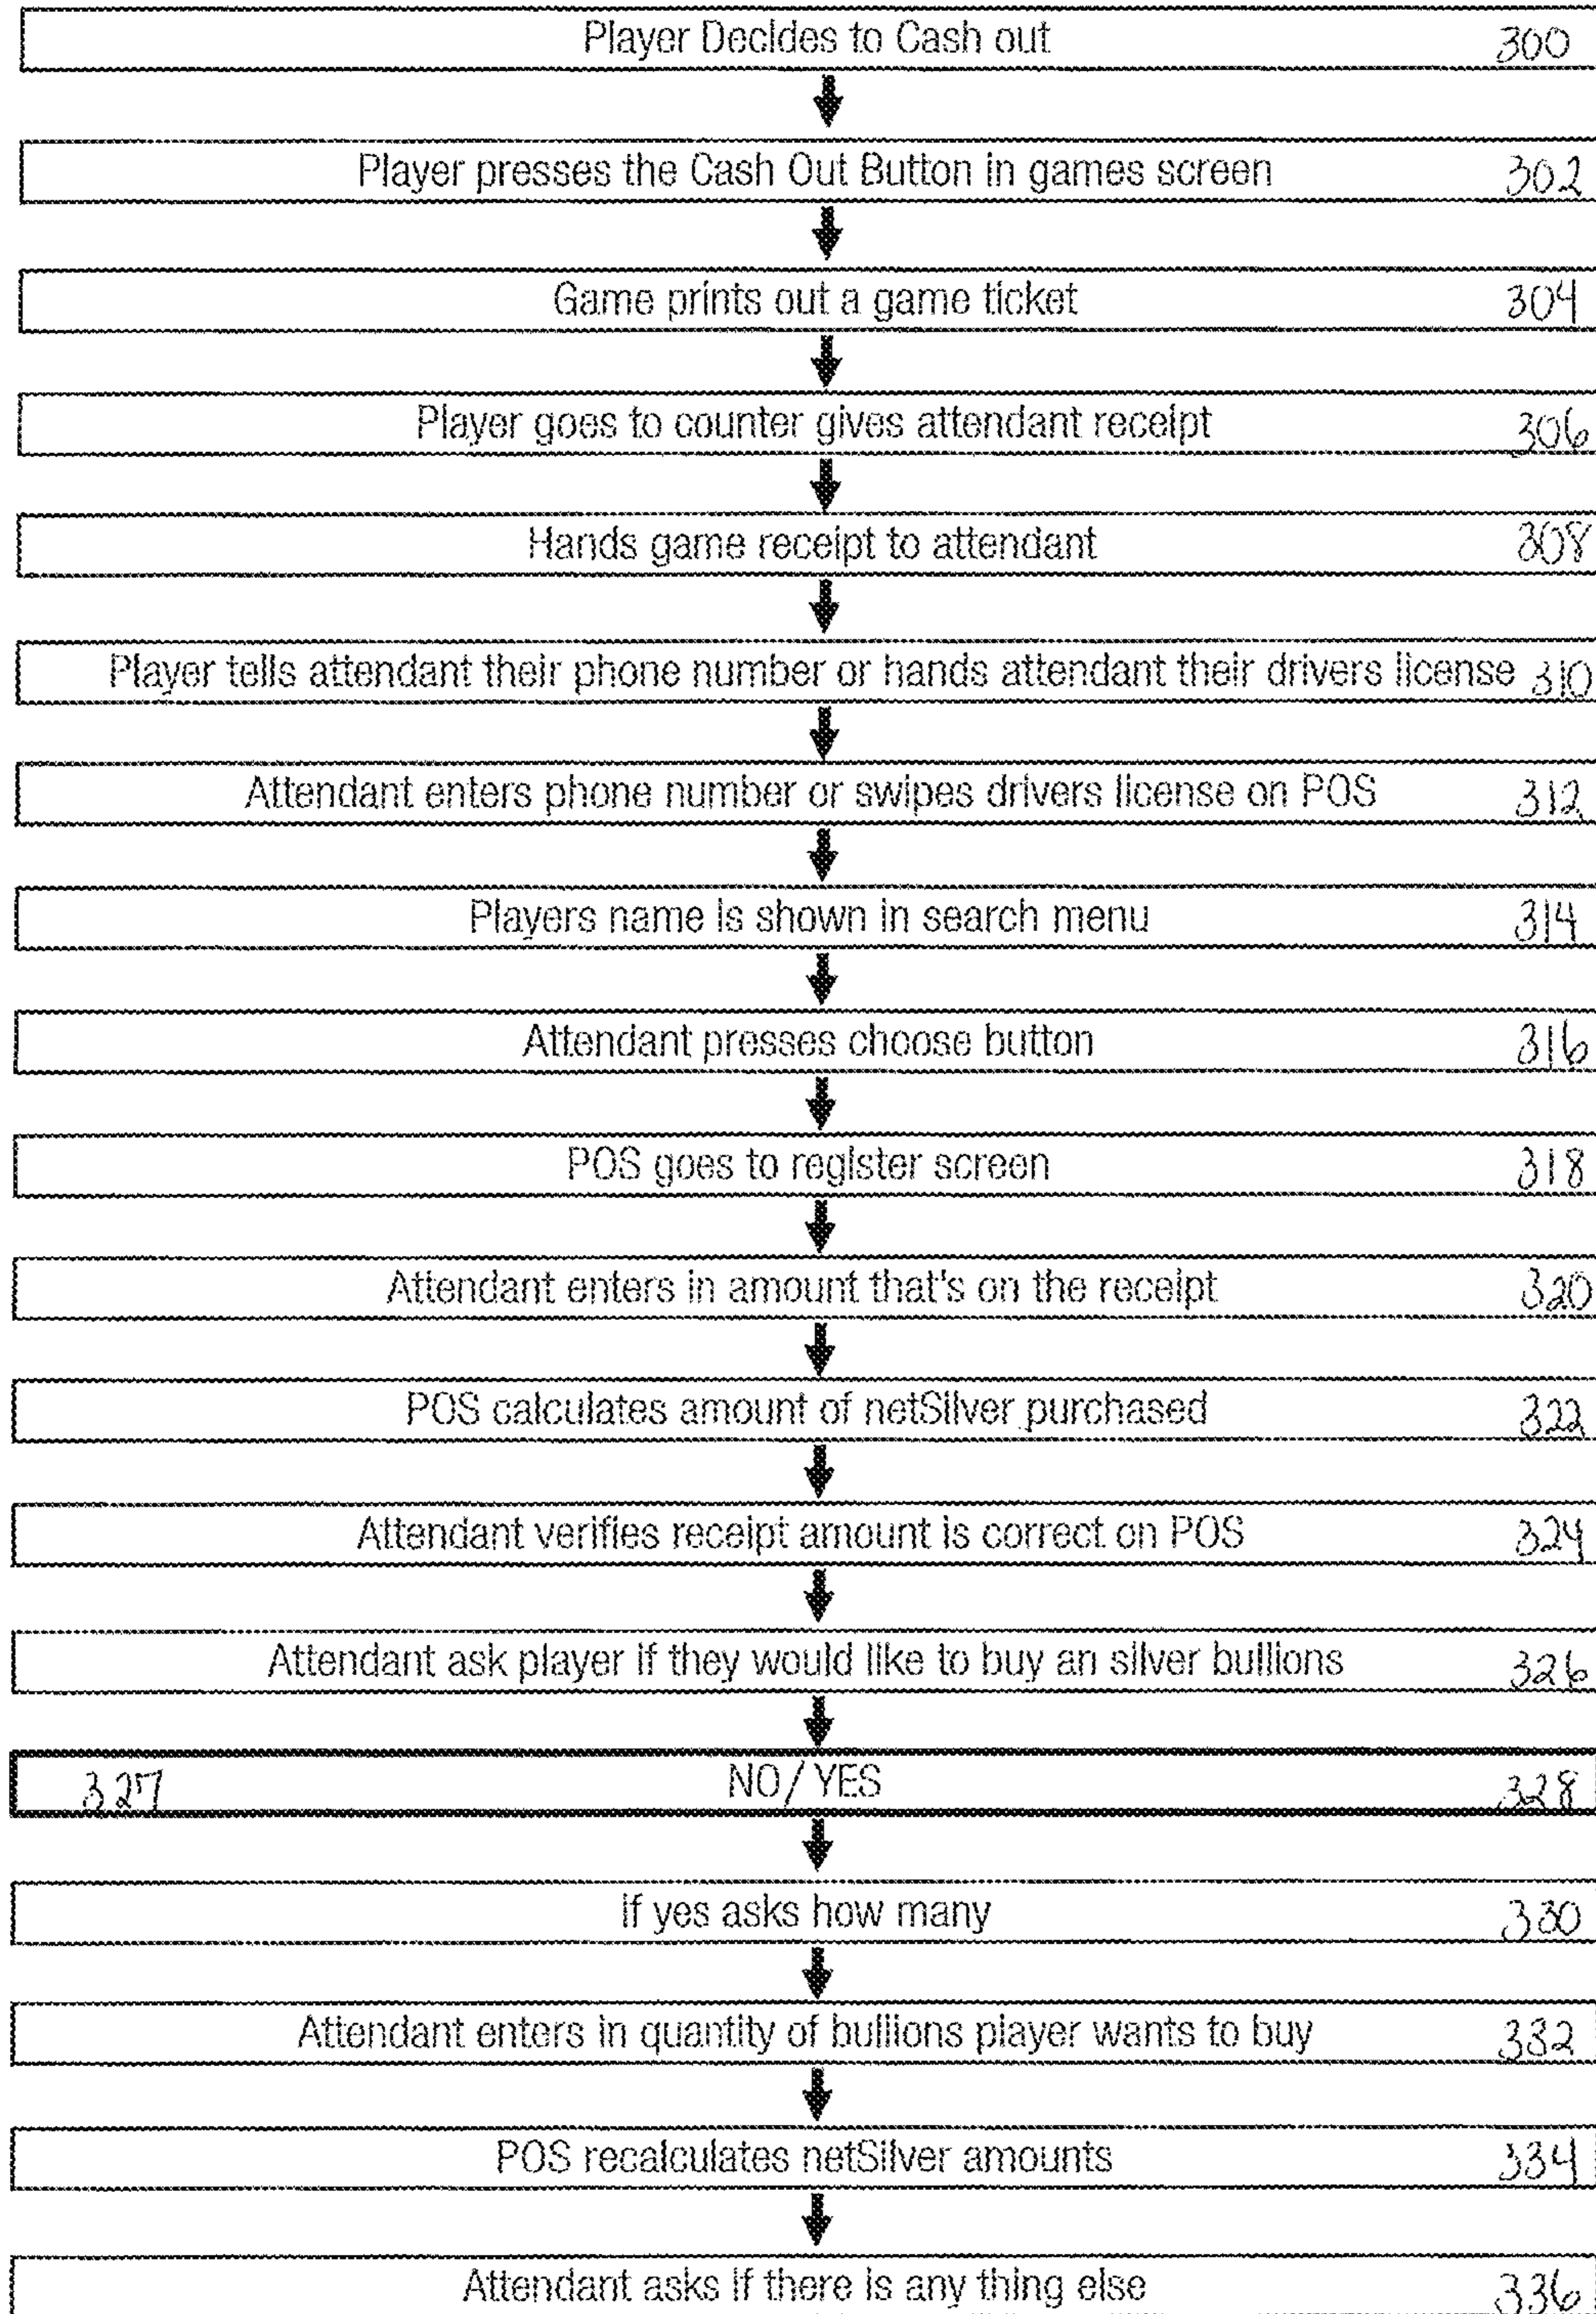 Player Decides to Cash out 300
Player presses the Cash Out Button in games screen 302
Game prints out a game ticket 304
Player goes to counter gives attendant receipt 306
Hands game receipt to attendant 308
Player tells attendant their phone number or hands attendant their drivers license 310
Attendant enters phone number or swipes drivers license on POS 312
Players name is shown in search menu 314
Attendant presses choose button 316
POS goes to register screen 318
Attendant enters in amount that's on the receipt 320
POS calculates amount of netSilver purchased 322
Attendant verifies receipt amount is correct on POS 324
Attendant ask player if they would like to buy an silver bullions 326
327 NO / YES 328
If yes asks how many 330
Attendant enters in quantity of bullions player wants to buy 332
POS recalculates netSilver amounts 334
Attendant asks if there is any thing else 336